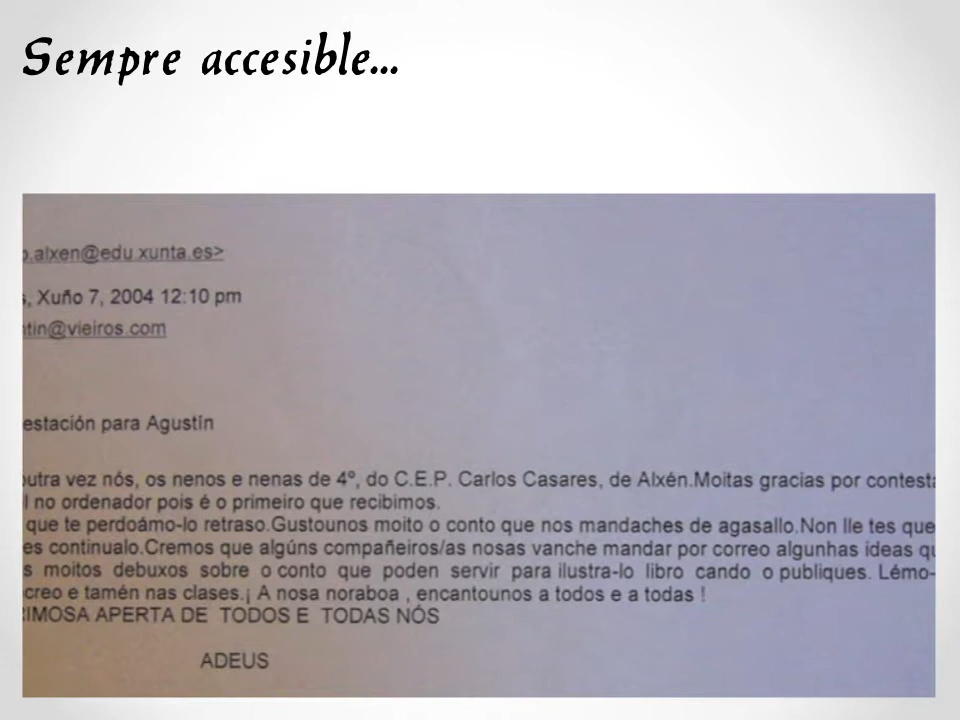 Sempre accesible...
.alxen@edu.xunta.es>
, Xuño 7, 2004 12:10 pm
tin@vieiros.com
estación para Agustín
outra vez nós, os nenos e nenas de 4º, do C.E.P. Carlos Casares, de Alxén.Moitas gracias por contesta
l no ordenador pois é o primeiro que recibimos.
que te perdoámo-lo retraso.Gustounos moito o conto que nos mandaches de agasallo.Non lle tes que
es continualo.Cremos que algúns compañeiros/as nosas vanche mandar por correo algunhas ideas qu
s moitos debuxos sobre o conto que poden servir para ilustra-lo libro cando o publiques. Lémo-
creo e tamén nas clases.¡ A nosa noraboa , encantounos a todos e a todas !
IMOSA APERTA DE TODOS E TODAS NÓS
ADEUS